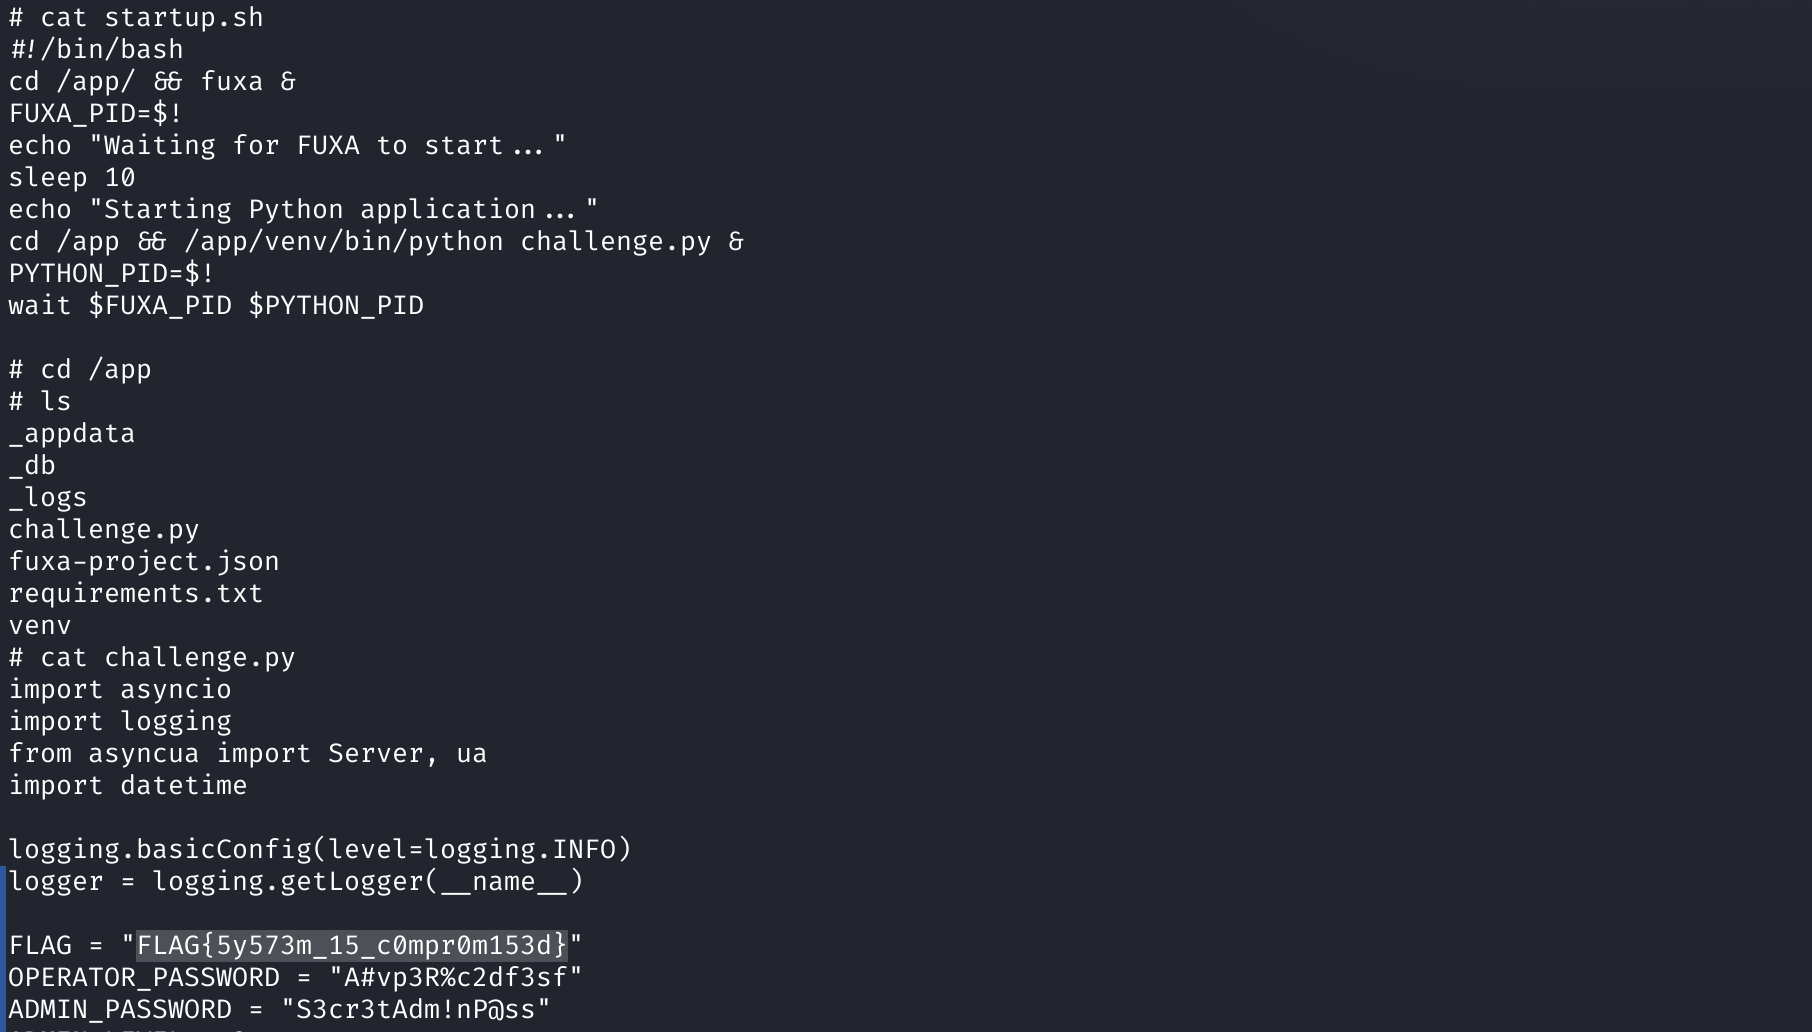 # cat startup.sh
#!/bin/bash
cd /app/ && fuxa &
FUXA_PID=$!
echo "Waiting for FUXA to start..."
sleep 10
echo "Starting Python application..."
cd /app && /app/venv/bin/python challenge.py &
PYTHON_PID=$!
wait $FUXA_PID $PYTHON_PID
# cd /app
# ls
_appdata
_db
_logs
challenge.py
fuxa-project.json
requirements.txt
venv
# cat challenge.py
import asyncio
import logging
from asyncua import Server, ua
import datetime
logging.basicConfig(level=logging.INFO)
logger = logging.getLogger(__name__)
FLAG = "FLAG{5y573m_15_c0mpr0m153d}"
OPERATOR_PASSWORD = "A#vp3R%c2df3sf"
ADMIN_PASSWORD = "S3cr3tAdm!nP@ss"